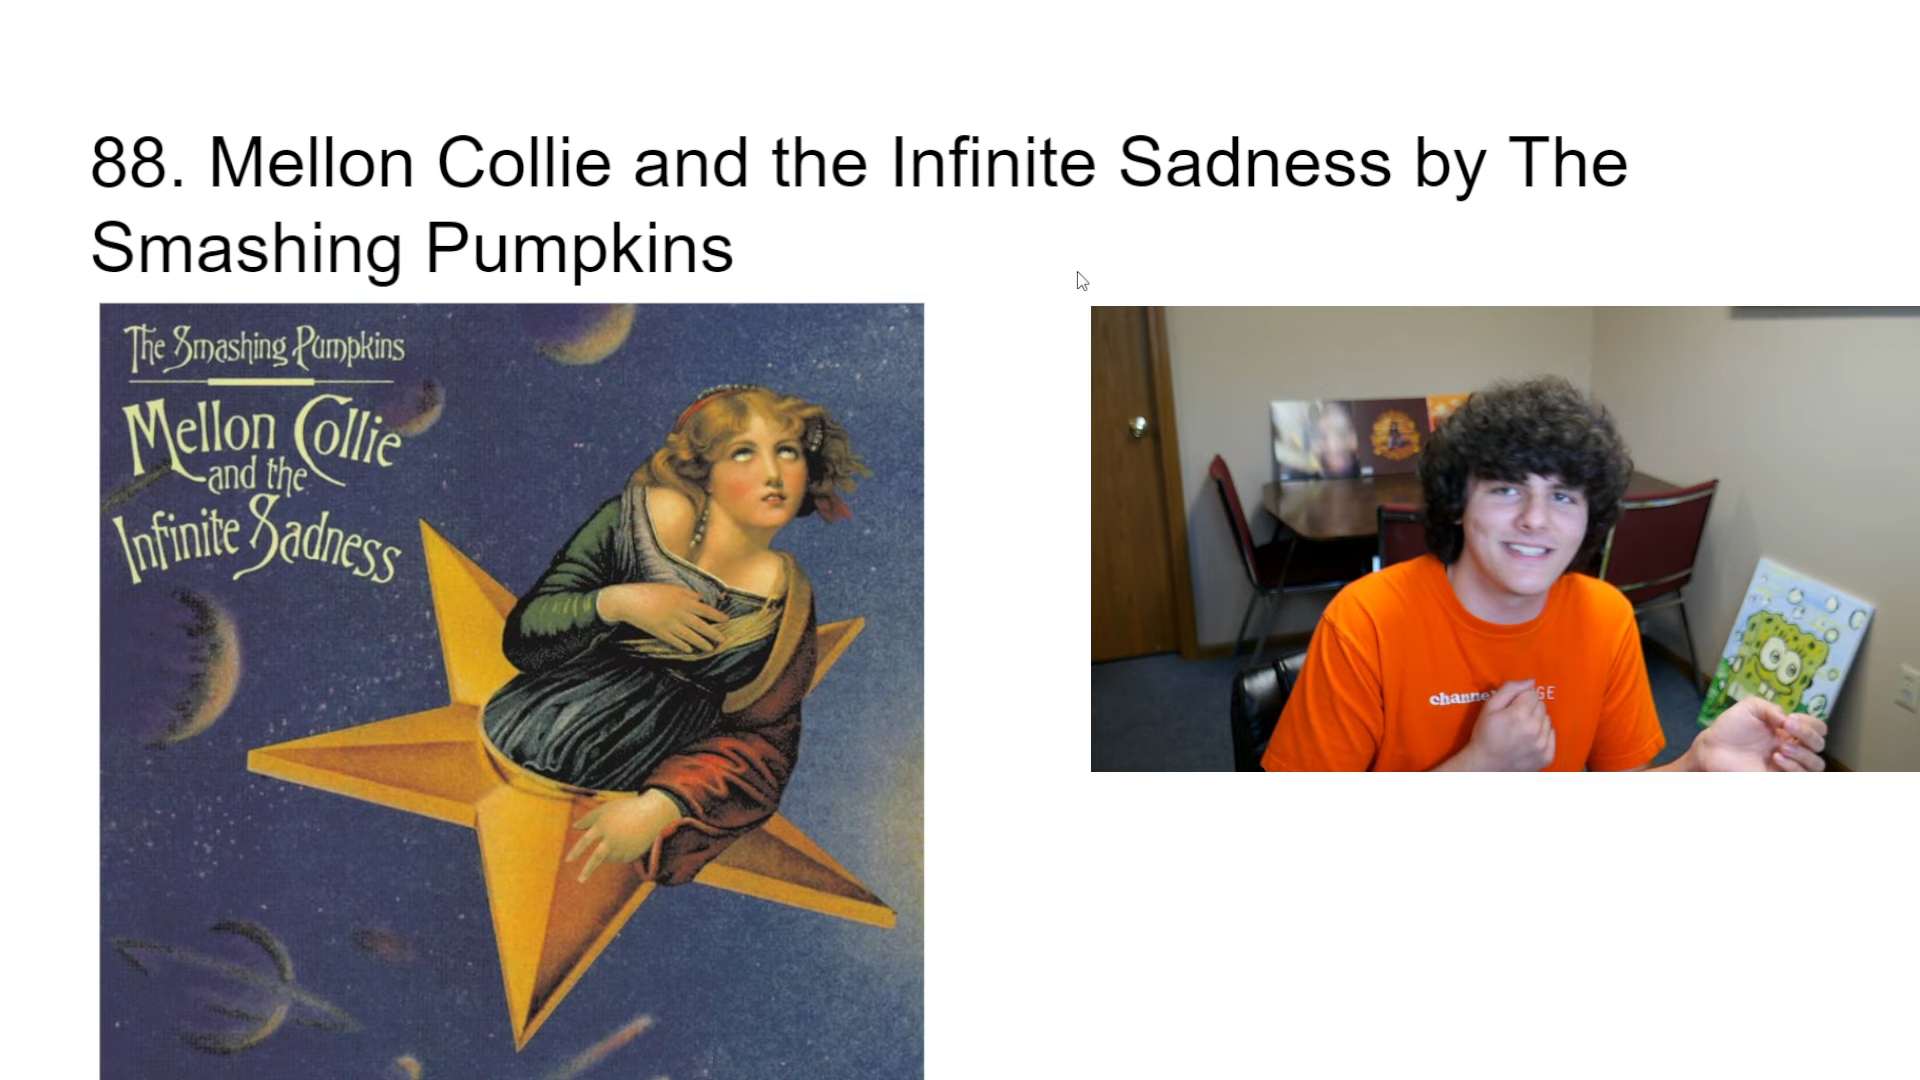 88. Mellon Collie and the Infinite Sadness by The
Smashing Pumpkins
The Smashing Pumpkins
Mellon Collie
and the
Infinite Sadness